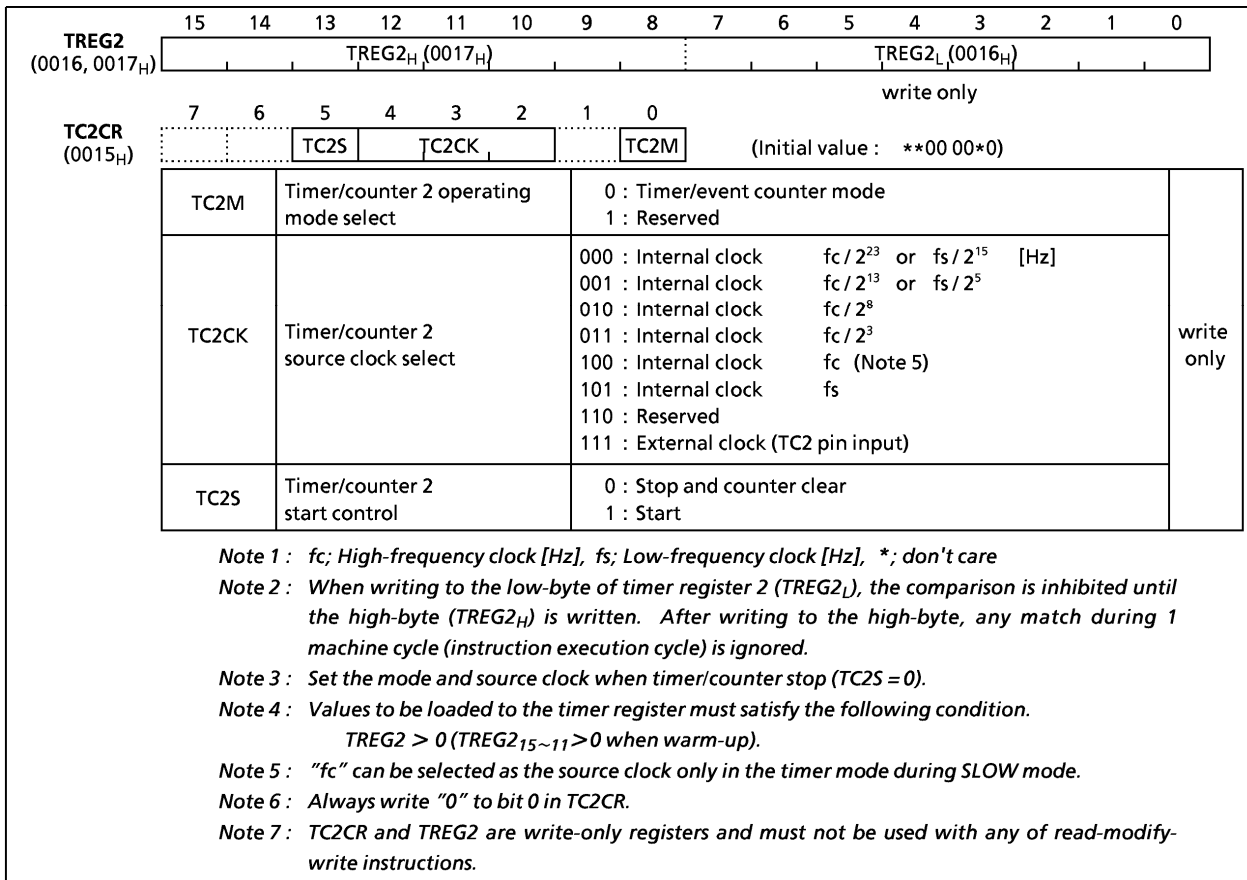 15 14 13 12 11 10 9 8 7 6 5 4 3 2 1 0
TREG2
(0016, 0017H)
TREG2H (0017H) TREG2L (0016H)
write only
7 6 5 4 3 2 1 0
TC2CR
(0015H)
TC2S TC2CK TC2M (Initial value : **00 00*0)
TC2M
Timer/counter 2 operating
mode select
0 : Timer/event counter mode
1 : Reserved
TC2CK
Timer/counter 2
source clock select
000 : Internal clock fc / 2²³ or fs / 2¹⁵ [Hz]
001 : Internal clock fc / 2¹³ or fs / 2⁵
010 : Internal clock fc / 2⁸
011 : Internal clock fc / 2³
100 : Internal clock fc (Note 5)
101 : Internal clock fs
110 : Reserved
111 : External clock (TC2 pin input)
write
only
TC2S
Timer/counter 2
start control
0 : Stop and counter clear
1 : Start
Note 1 : fc; High-frequency clock [Hz], fs; Low-frequency clock [Hz], * ; don't care
Note 2 : When writing to the low-byte of timer register 2 (TREG2L), the comparison is inhibited until
the high-byte (TREG2H) is written. After writing to the high-byte, any match during 1
machine cycle (instruction execution cycle) is ignored.
Note 3 : Set the mode and source clock when timer/counter stop (TC2S = 0).
Note 4 : Values to be loaded to the timer register must satisfy the following condition.
TREG2 > 0 (TREG215~11 > 0 when warm-up).
Note 5 : "fc" can be selected as the source clock only in the timer mode during SLOW mode.
Note 6 : Always write "0" to bit 0 in TC2CR.
Note 7 : TC2CR and TREG2 are write-only registers and must not be used with any of read-modify-
write instructions.